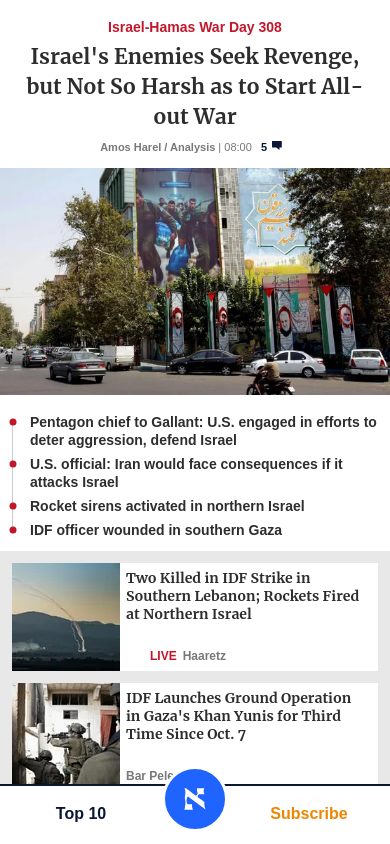 Israel-Hamas War Day 308
Israel's Enemies Seek Revenge,
but Not So Harsh as to Start All-
out War
Amos Harel / Analysis | 08:00 5
Pentagon chief to Gallant: U.S. engaged in efforts to
deter aggression, defend Israel
U.S. official: Iran would face consequences if it
attacks Israel
Rocket sirens activated in northern Israel
IDF officer wounded in southern Gaza
Two Killed in IDF Strike in
Southern Lebanon; Rockets Fired
at Northern Israel
LIVE Haaretz
IDF Launches Ground Operation
in Gaza's Khan Yunis for Third
Time Since Oct. 7
Bar Pele
Top 10
Subscribe